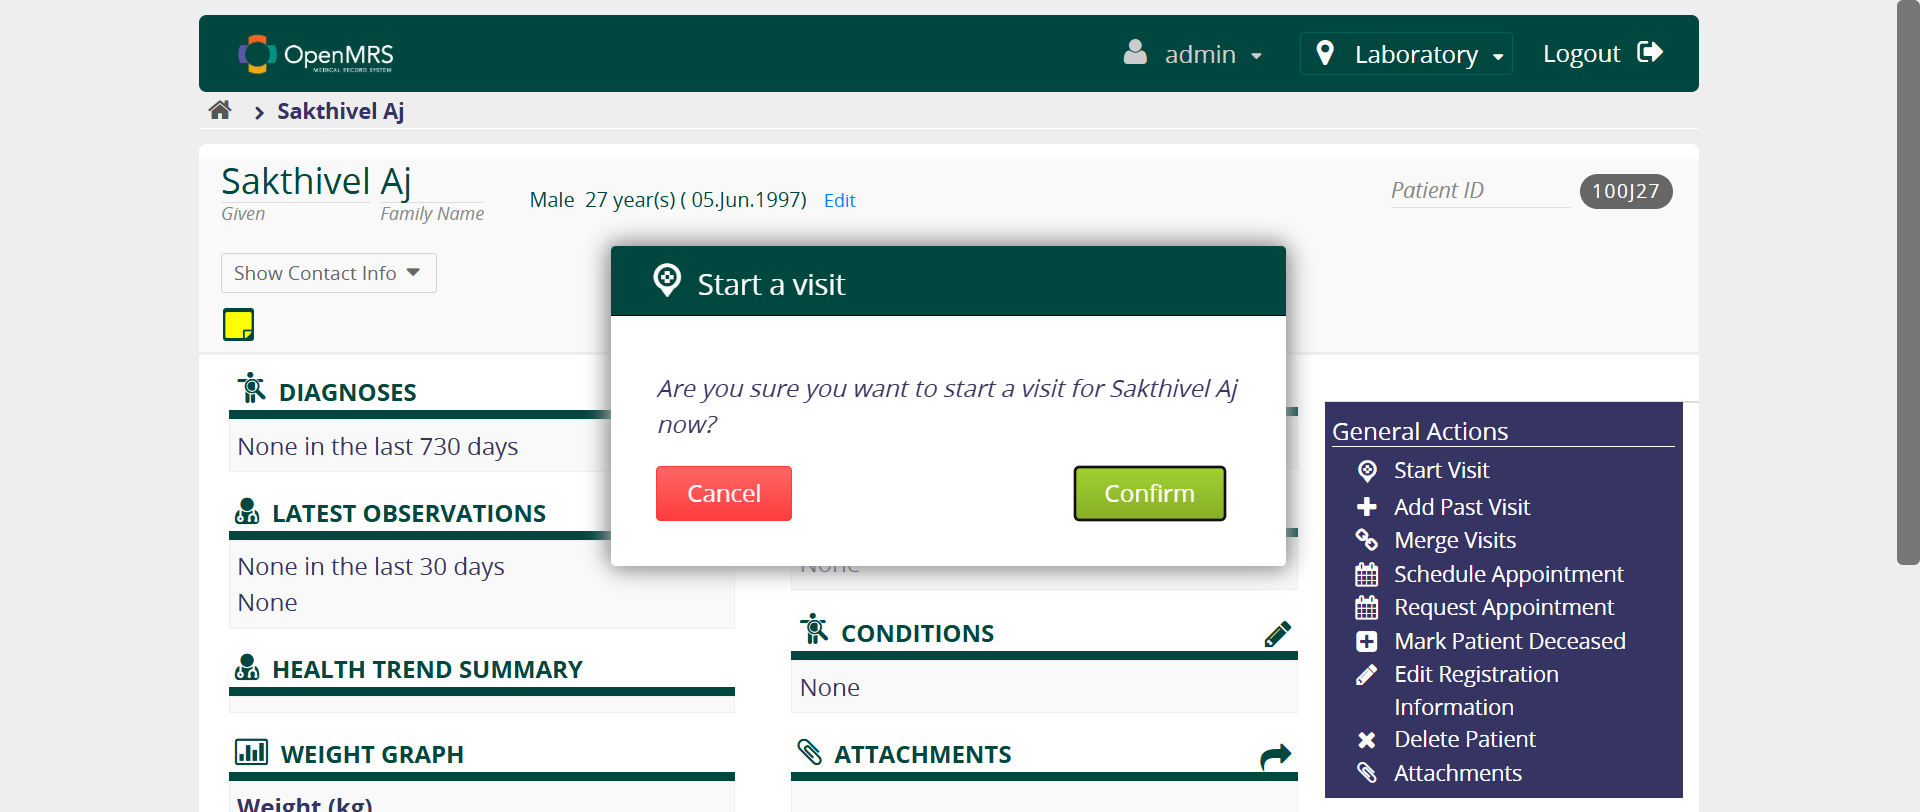 OpenMRS
MEDICAL RECORD SYSTEM
admin
Laboratory
Logout
Sakthivel Aj
Sakthivel Aj
Given Family Name
Male 27 year(s) ( 05.Jun.1997) Edit
Patient ID 100J27
Show Contact Info
Start a visit
Are you sure you want to start a visit for Sakthivel Aj
now?
Cancel
Confirm
DIAGNOSES
None in the last 730 days
LATEST OBSERVATIONS
None in the last 30 days
None
HEALTH TREND SUMMARY
WEIGHT GRAPH
Weight (kg)
None
CONDITIONS
None
ATTACHMENTS
General Actions
Start Visit
Add Past Visit
Merge Visits
Schedule Appointment
Request Appointment
Mark Patient Deceased
Edit Registration
Information
Delete Patient
Attachments